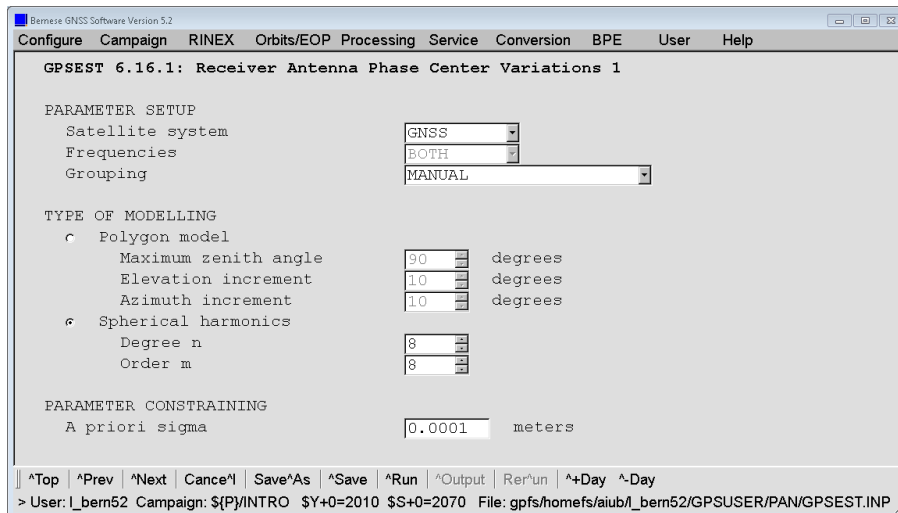 Bernese GNSS Software Version 5.2
Configure Campaign RINEX Orbits/EOP Processing Service Conversion BPE User Help
GPSEST 6.16.1: Receiver Antenna Phase Center Variations 1
PARAMETER SETUP
Satellite system GNSS
Frequencies BOTH
Grouping MANUAL
TYPE OF MODELLING
Polygon model
Maximum zenith angle 90 degrees
Elevation increment 10 degrees
Azimuth increment 10 degrees
Spherical harmonics
Degree n 8
Order m 8
PARAMETER CONSTRAINING
A priori sigma 0.0001 meters
^Top ^Prev ^Next Cance^l Save^As ^Save ^Run ^Output Rer^un ^+Day ^-Day
> User: l_bern52 Campaign: ${P}/INTRO $Y+0=2010 $S+0=2070 File: gpfs/homefs/aiub/l_bern52/GPSUSER/PAN/GPSEST.INP